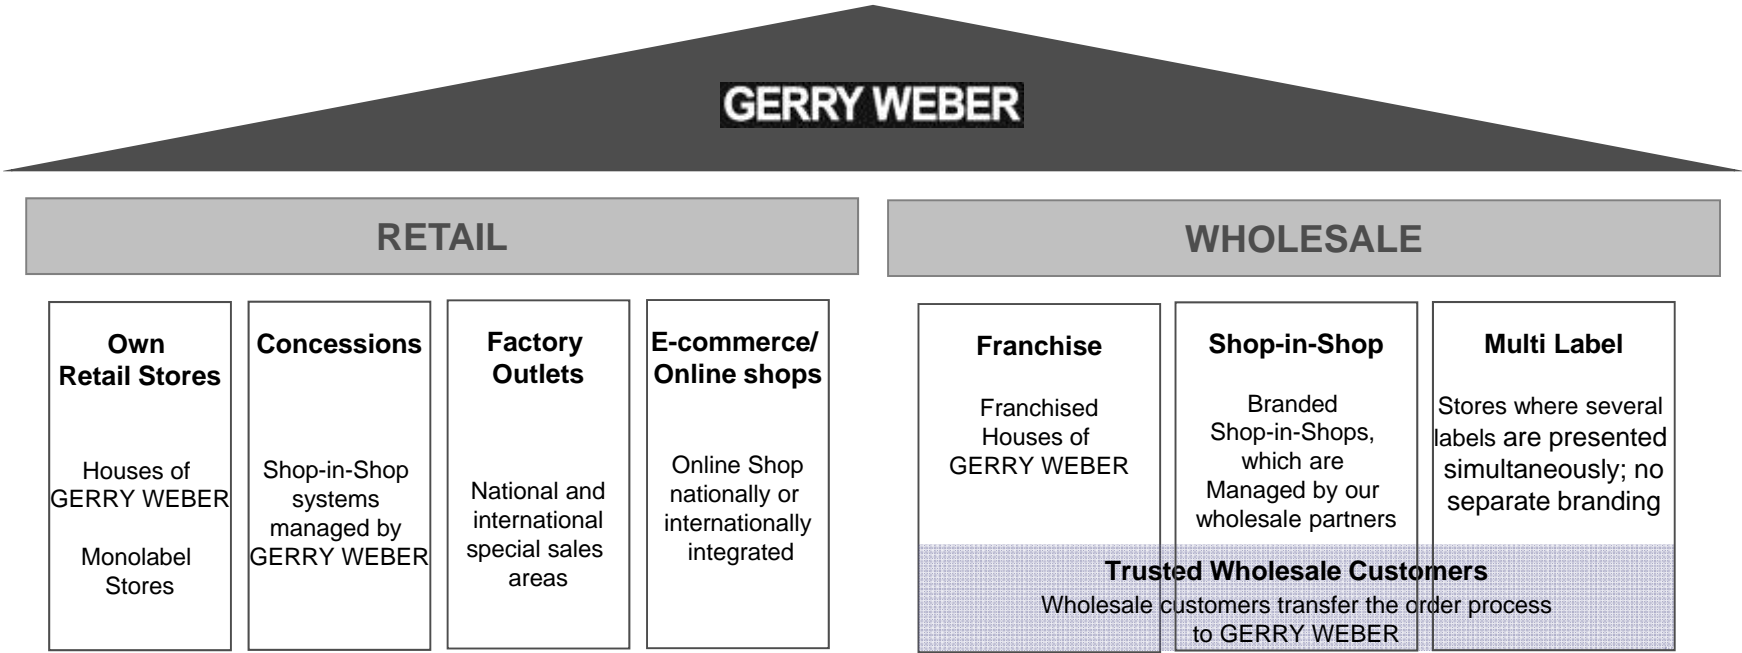 GERRY WEBER
RETAIL
Own
Retail Stores
Houses of
GERRY WEBER
Monolabel
Stores
Concessions
Shop-in-Shop
systems
managed by
GERRY WEBER
Factory
Outlets
National and
international
special sales
areas
E-commerce/
Online shops
Online Shop
nationally or
internationally
integrated
WHOLESALE
Franchise
Franchised
Houses of
GERRY WEBER
Shop-in-Shop
Branded
Shop-in-Shops,
which are
Managed by our
wholesale partners
Multi Label
Stores where several
labels are presented
simultaneously; no
separate branding
Trusted Wholesale Customers
Wholesale customers transfer the order process
to GERRY WEBER